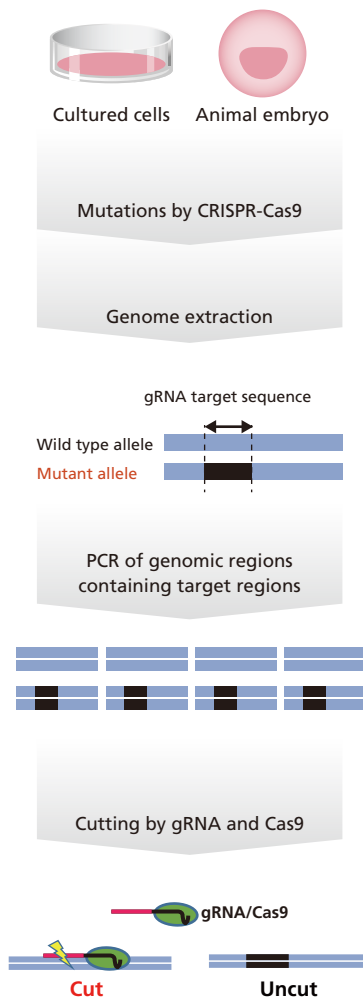 Cultured cells Animal embryo
Mutations by CRISPR-Cas9
Genome extraction
gRNA target sequence
Wild type allele
Mutant allele
PCR of genomic regions
containing target regions
Cutting by gRNA and Cas9
gRNA/Cas9
Cut Uncut